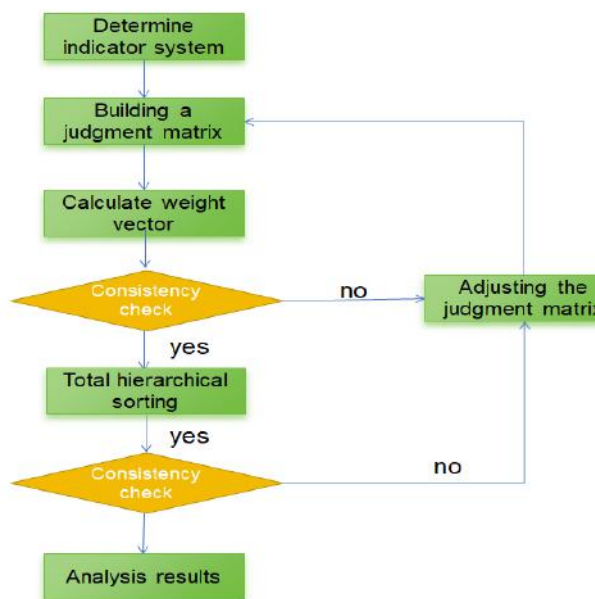 Determine
indicator system
Building a
judgment matrix
Calculate weight
vector
Consistency
check
no
Adjusting the
judgment matrix
yes
Total hierarchical
sorting
yes
Consistency
check
no
Analysis results